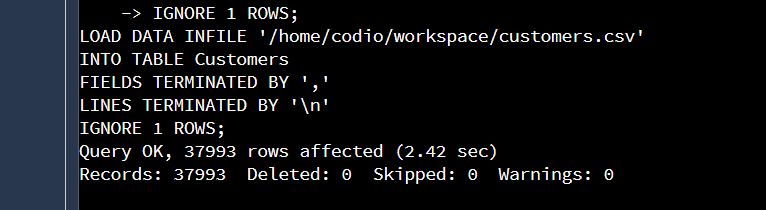 -> IGNORE 1 ROWS;
LOAD DATA INFILE '/home/codio/workspace/customers.csv'
INTO TABLE Customers
FIELDS TERMINATED BY ','
LINES TERMINATED BY '\n'
IGNORE 1 ROWS;
Query OK, 37993 rows affected (2.42 sec)
Records: 37993  Deleted: 0  Skipped: 0  Warnings: 0